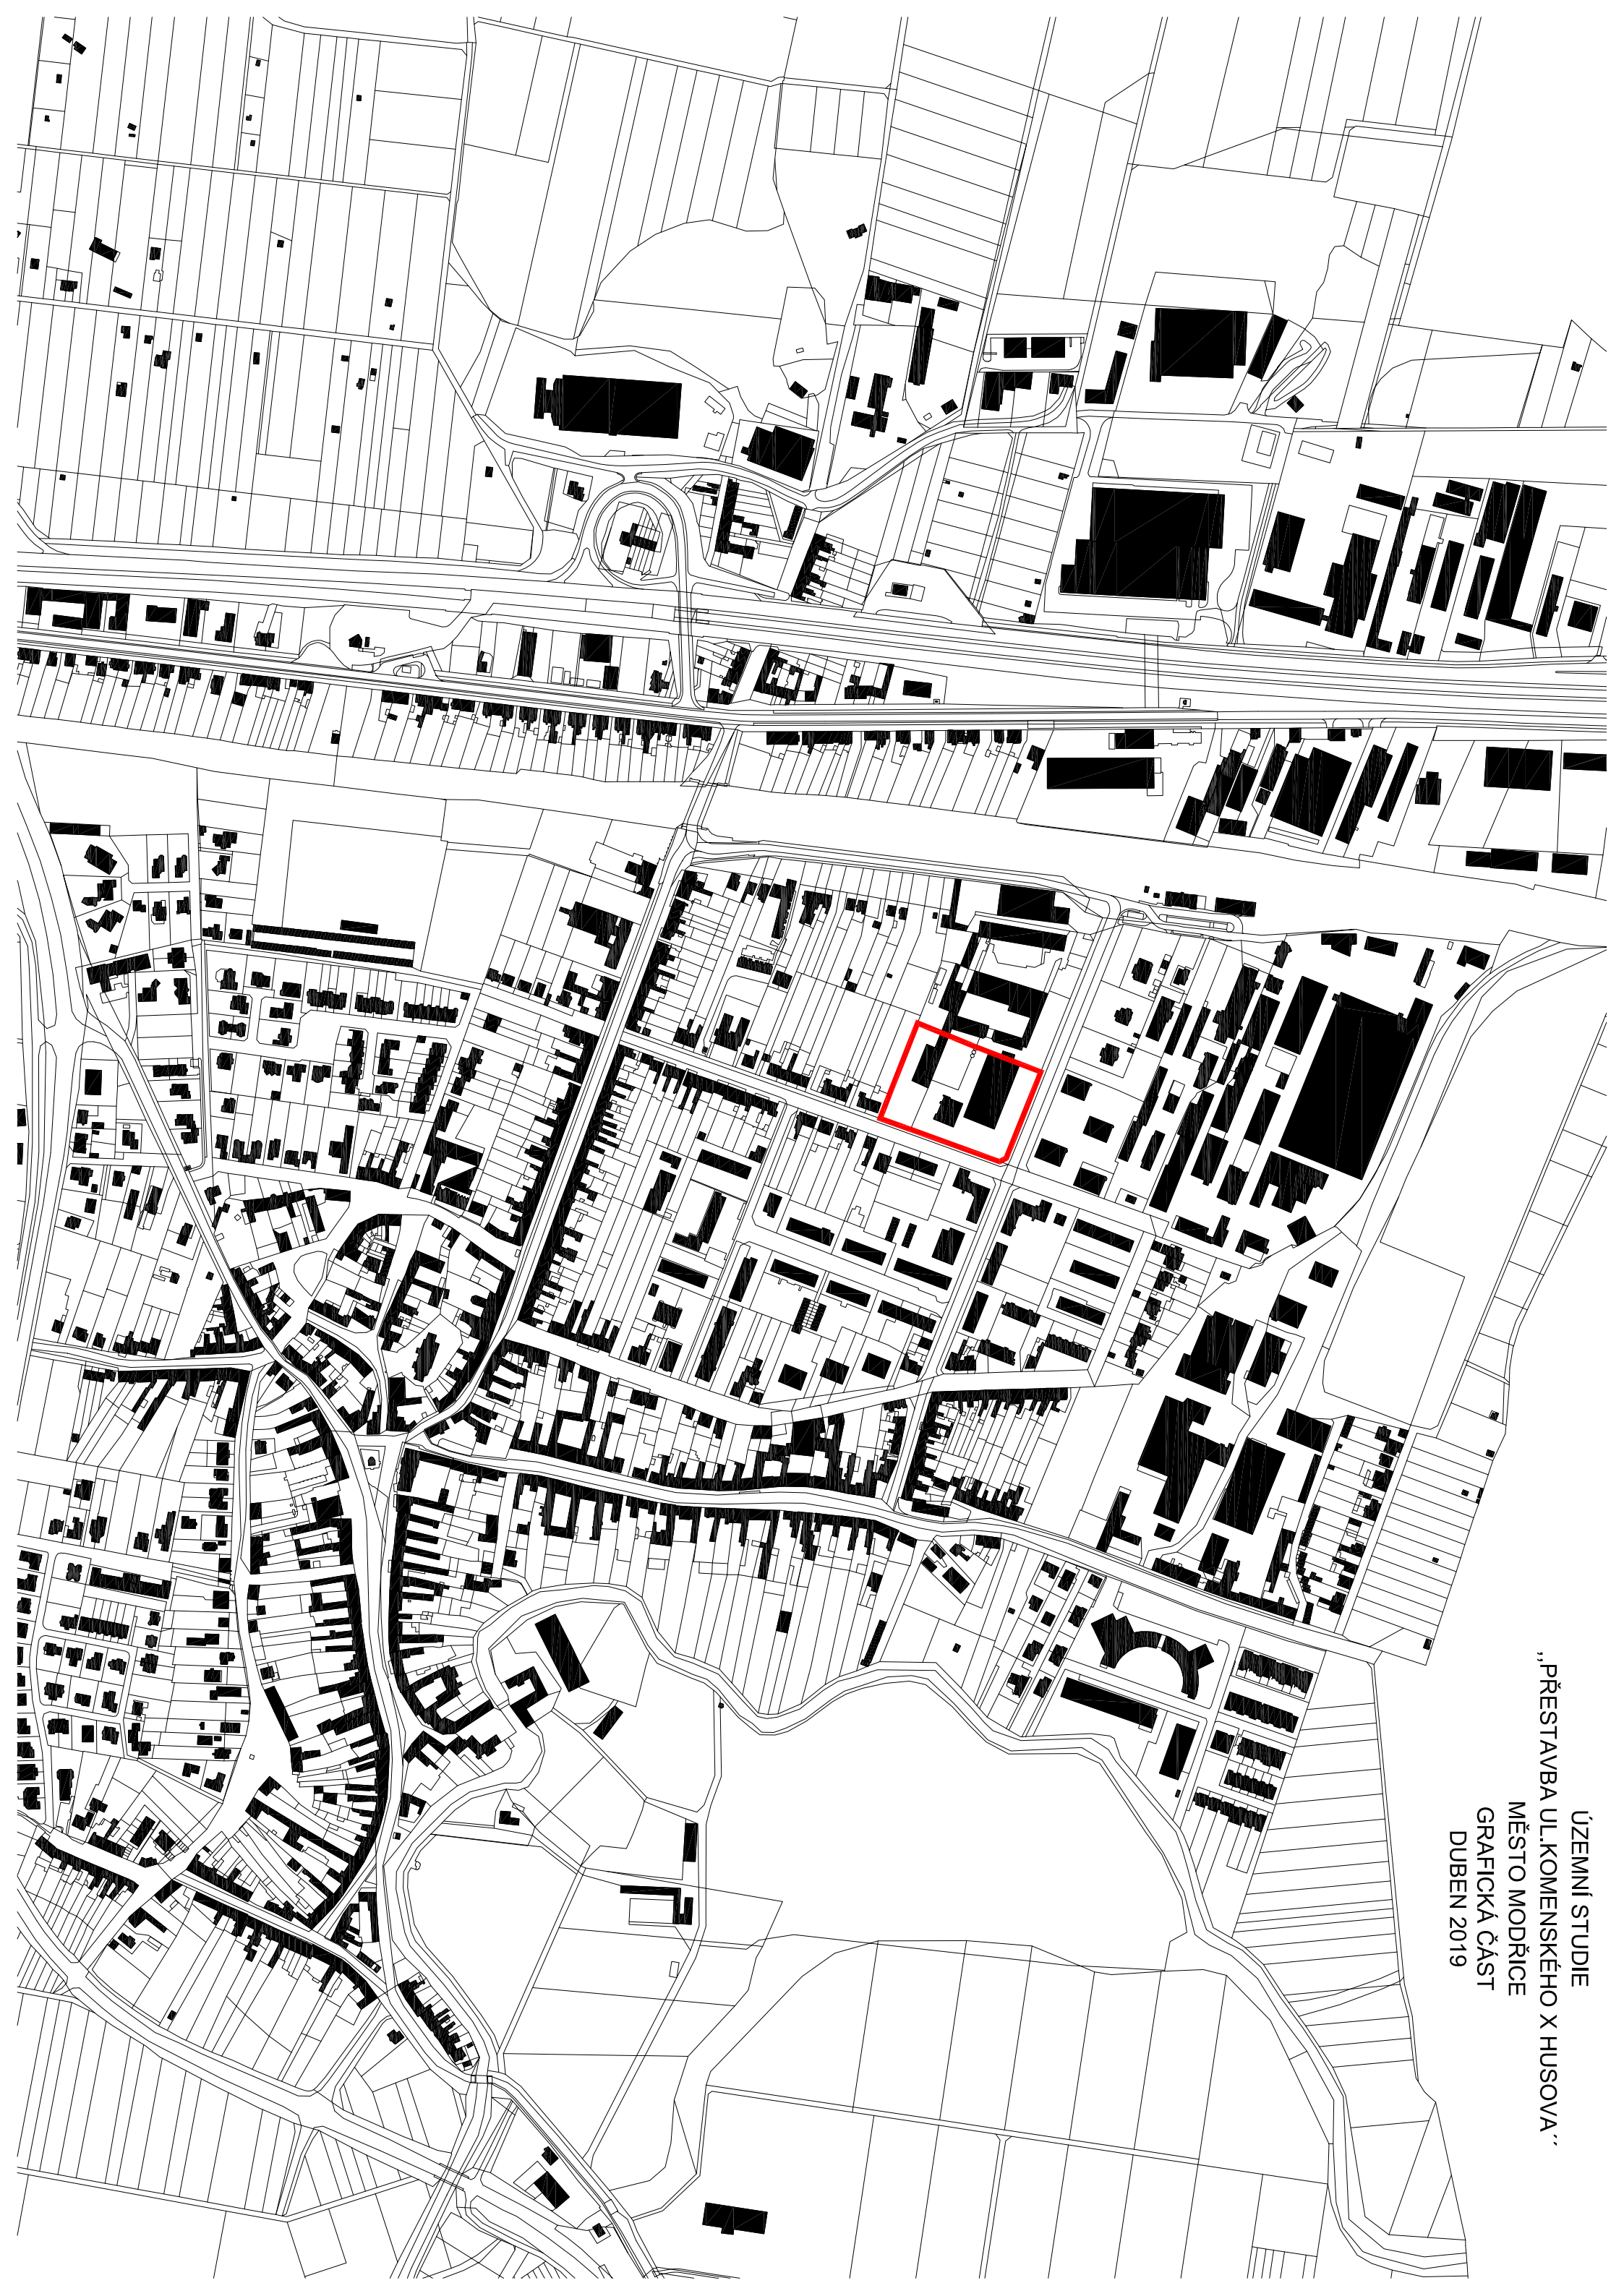 ÚZEMNÍ STUDIE
,,PŘESTAVBA UL.KOMENSKÉHO X HUSOVA´´
MĚSTO MODŘICE
GRAFICKÁ ČÁST
DUBEN 2019